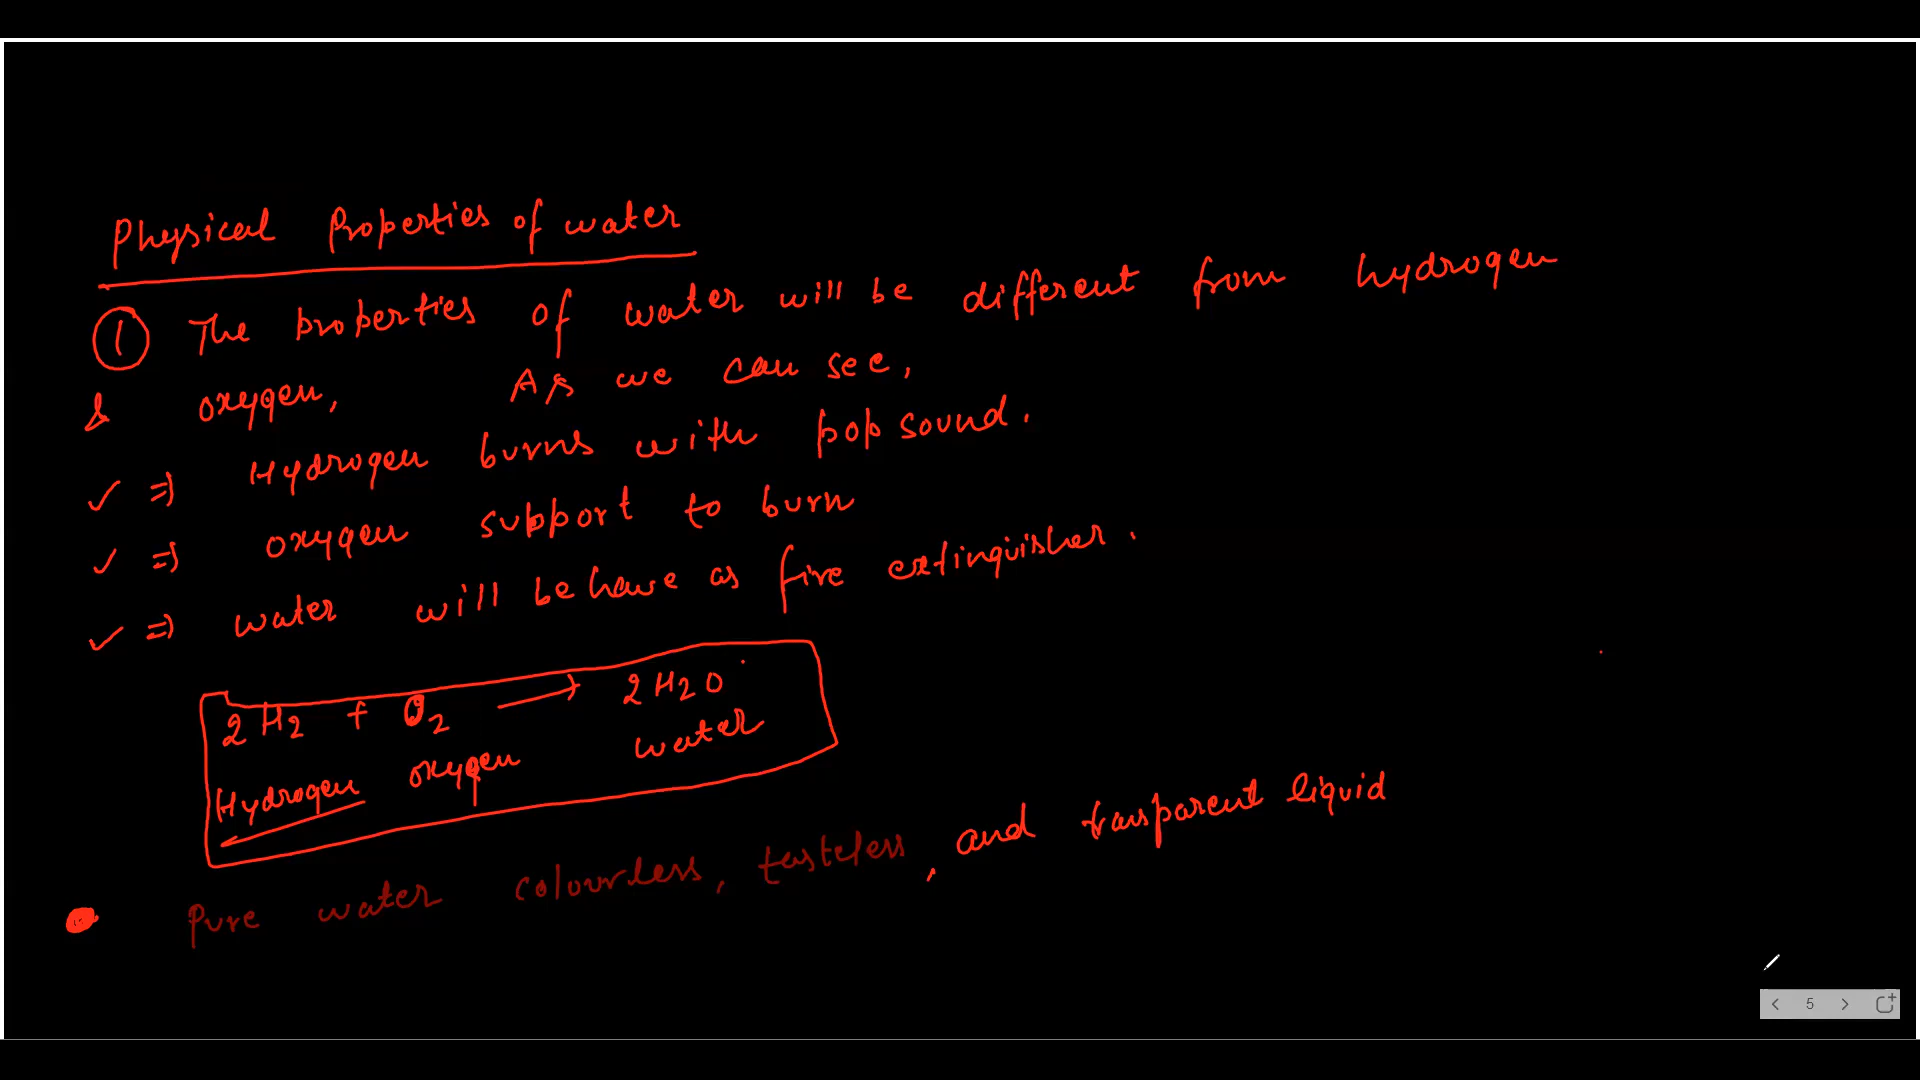 Physical Properties of water
① The properties of water will be different from hydrogen
& oxygen, As we can see,
✓ ⇒ Hydrogen burns with pop sound.
✓ ⇒ oxygen support to burn
✓ ⇒ water will behave as fire extinguisher.
2H2 + O2 ⟶ 2H2O
Hydrogen oxygen water
Pure water colourless, tasteless, and transparent liquid
5